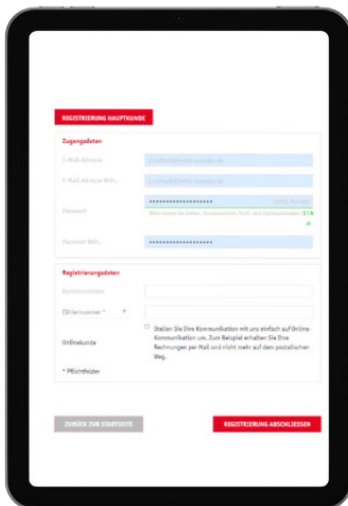 REGISTRIERUNG HAUPTKUNDE
Zugangsdaten
E-Mail-Adresse
E-Mail-Adresse Wdh.
Passwort
Passwort Wdh.
Registrierungsdaten
Kundennummer
Zählernummer * ?
Onlinekunde
Stellen Sie Ihre Kommunikation mit uns einfach auf Online-
Kommunikation um. Zum Beispiel erhalten Sie Ihre
Rechnungen per Mail und nicht mehr auf dem postalischen
Weg.
* Pflichtfelder
ZURÜCK ZUR STARTSEITE
REGISTRIERUNG ABSCHLIESSEN